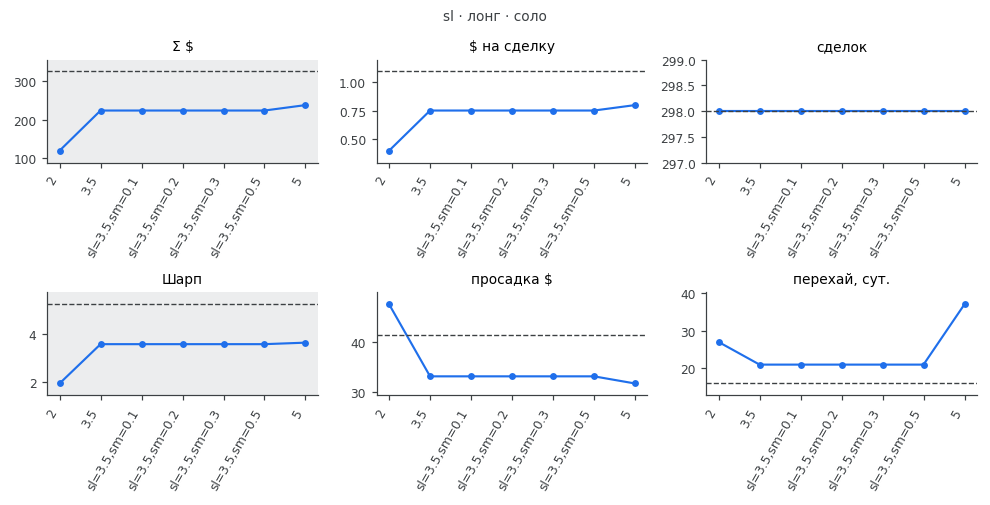 sl · лонг · соло
Σ $
300
200
100
2
3.5
sl=3.5,sm=0.1
sl=3.5,sm=0.2
sl=3.5,sm=0.3
sl=3.5,sm=0.5
5
$ на сделку
1.00
0.75
0.50
2
3.5
sl=3.5,sm=0.1
sl=3.5,sm=0.2
sl=3.5,sm=0.3
sl=3.5,sm=0.5
5
сделок
299.0
298.5
298.0
297.5
297.0
2
3.5
sl=3.5,sm=0.1
sl=3.5,sm=0.2
sl=3.5,sm=0.3
sl=3.5,sm=0.5
5
Шарп
4
2
2
3.5
sl=3.5,sm=0.1
sl=3.5,sm=0.2
sl=3.5,sm=0.3
sl=3.5,sm=0.5
5
просадка $
40
30
2
3.5
sl=3.5,sm=0.1
sl=3.5,sm=0.2
sl=3.5,sm=0.3
sl=3.5,sm=0.5
5
перехай, сут.
40
30
20
2
3.5
sl=3.5,sm=0.1
sl=3.5,sm=0.2
sl=3.5,sm=0.3
sl=3.5,sm=0.5
5